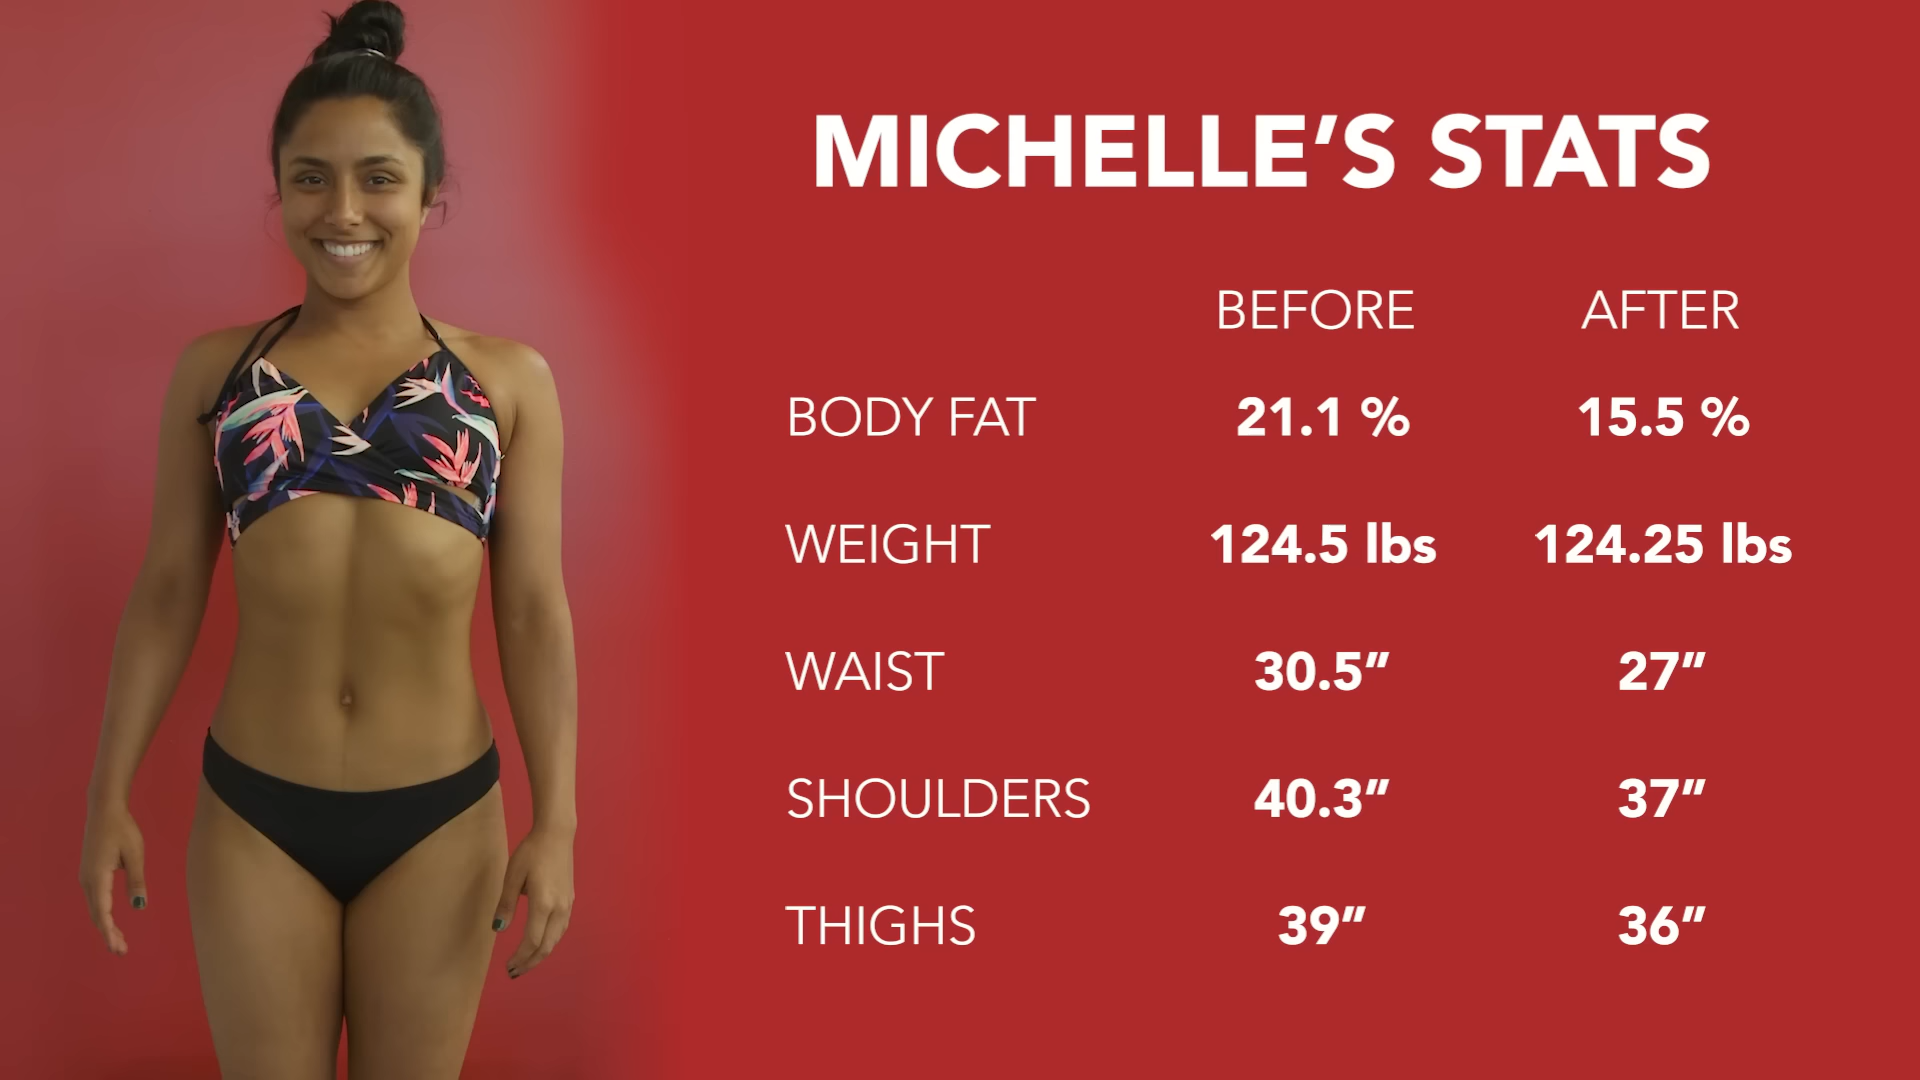 MICHELLE’S STATS
BEFORE AFTER
BODY FAT 21.1 % 15.5 %
WEIGHT 124.5 lbs 124.25 lbs
WAIST 30.5” 27”
SHOULDERS 40.3” 37”
THIGHS 39” 36”